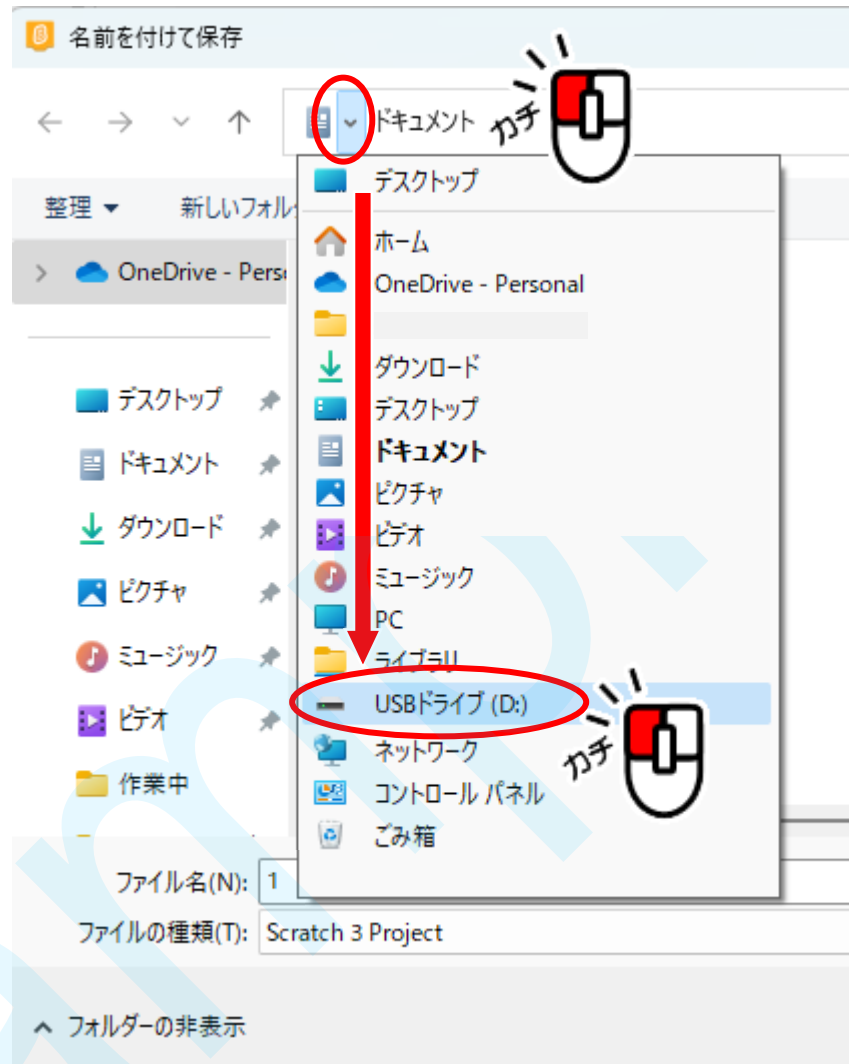 名前を付けて保存
ドキュメント
カチ
整理
新しいフォル
OneDrive - Pers
デスクトップ
ドキュメント
ダウンロード
ピクチャ
ミュージック
ビデオ
作業中
デスクトップ
ホーム
OneDrive - Personal
ダウンロード
デスクトップ
ドキュメント
ピクチャ
ビデオ
ミュージック
PC
ライブラリ
USBドライブ (D:)
カチ
ネットワーク
コントロール パネル
ごみ箱
ファイル名(N): 1
ファイルの種類(T): Scratch 3 Project
フォルダーの非表示